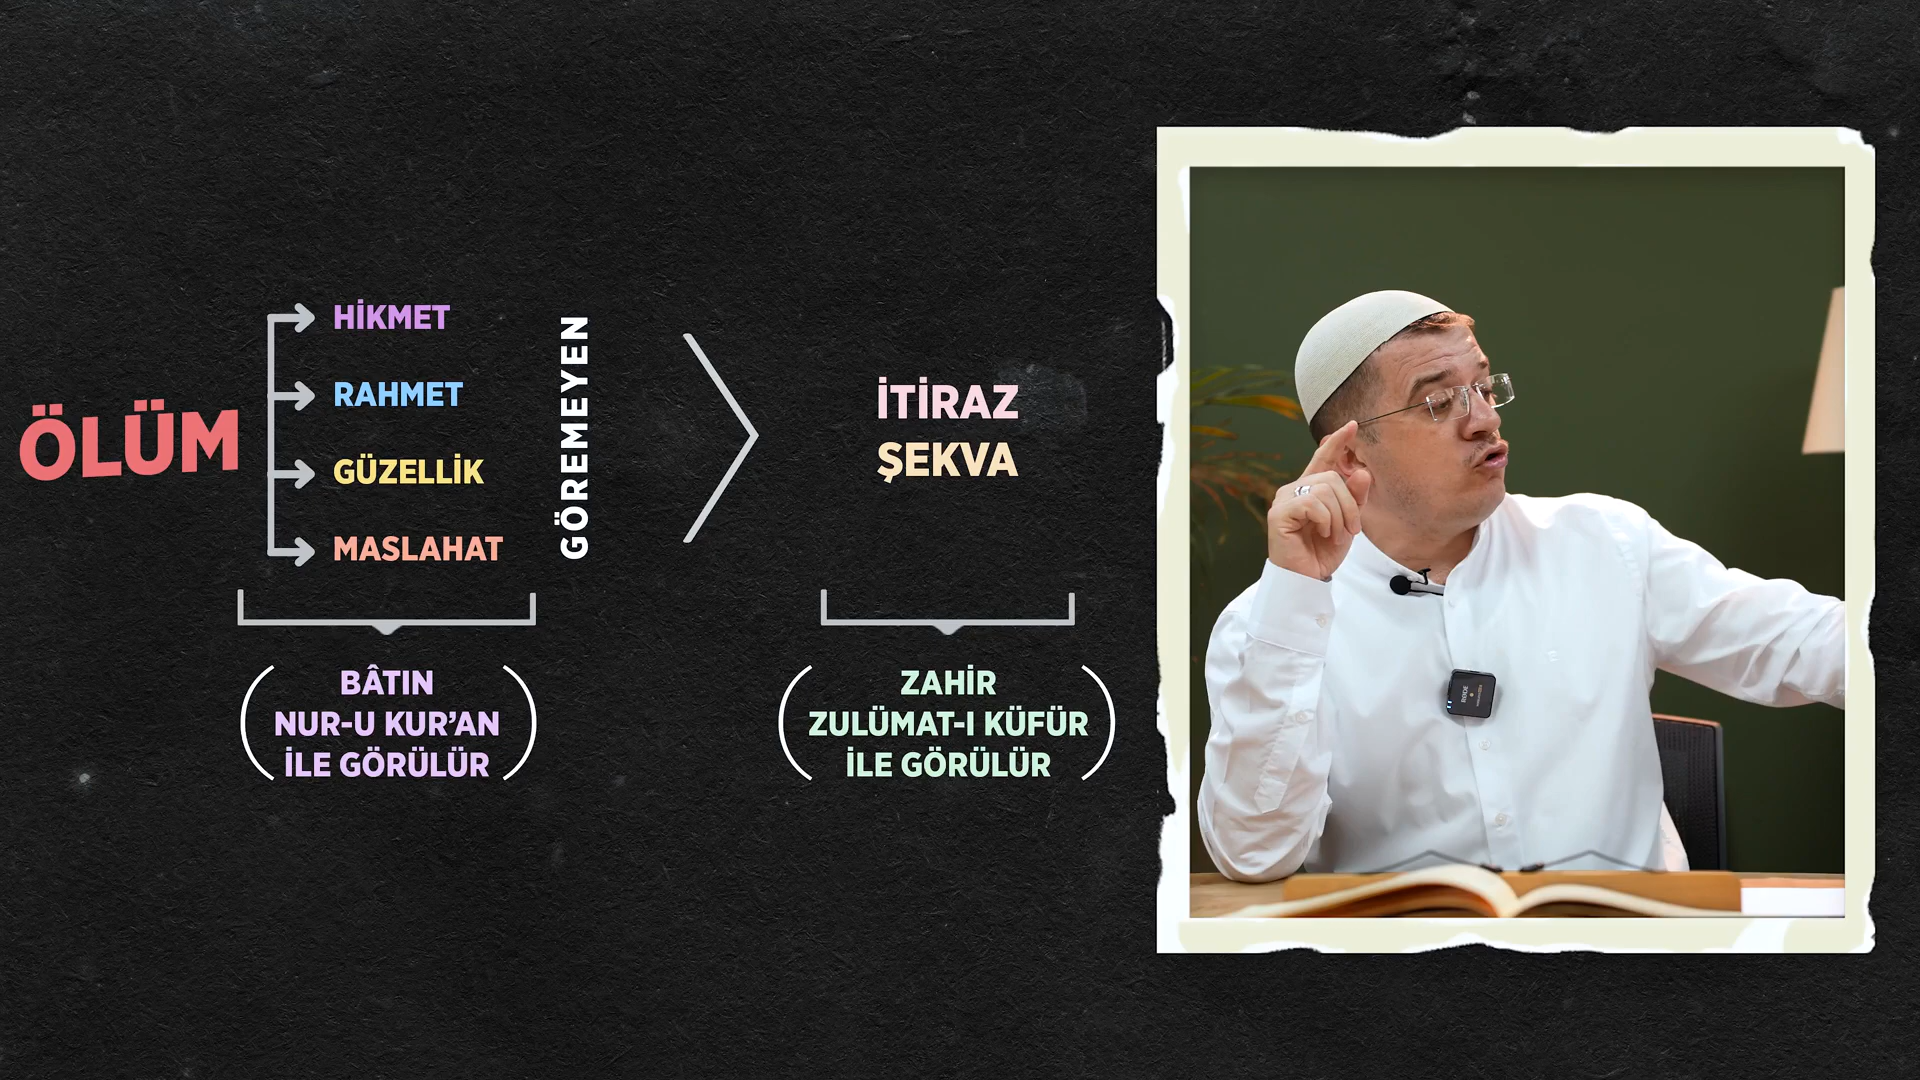 ÖLÜM
HİKMET
RAHMET
GÜZELLİK
MASLAHAT
GÖREMEYEN
İTİRAZ
ŞEKVA
BÂTIN
NUR-U KUR'AN
İLE GÖRÜLÜR
ZAHİR
ZULÜMAT-I KÜFÜR
İLE GÖRÜLÜR
RØDE